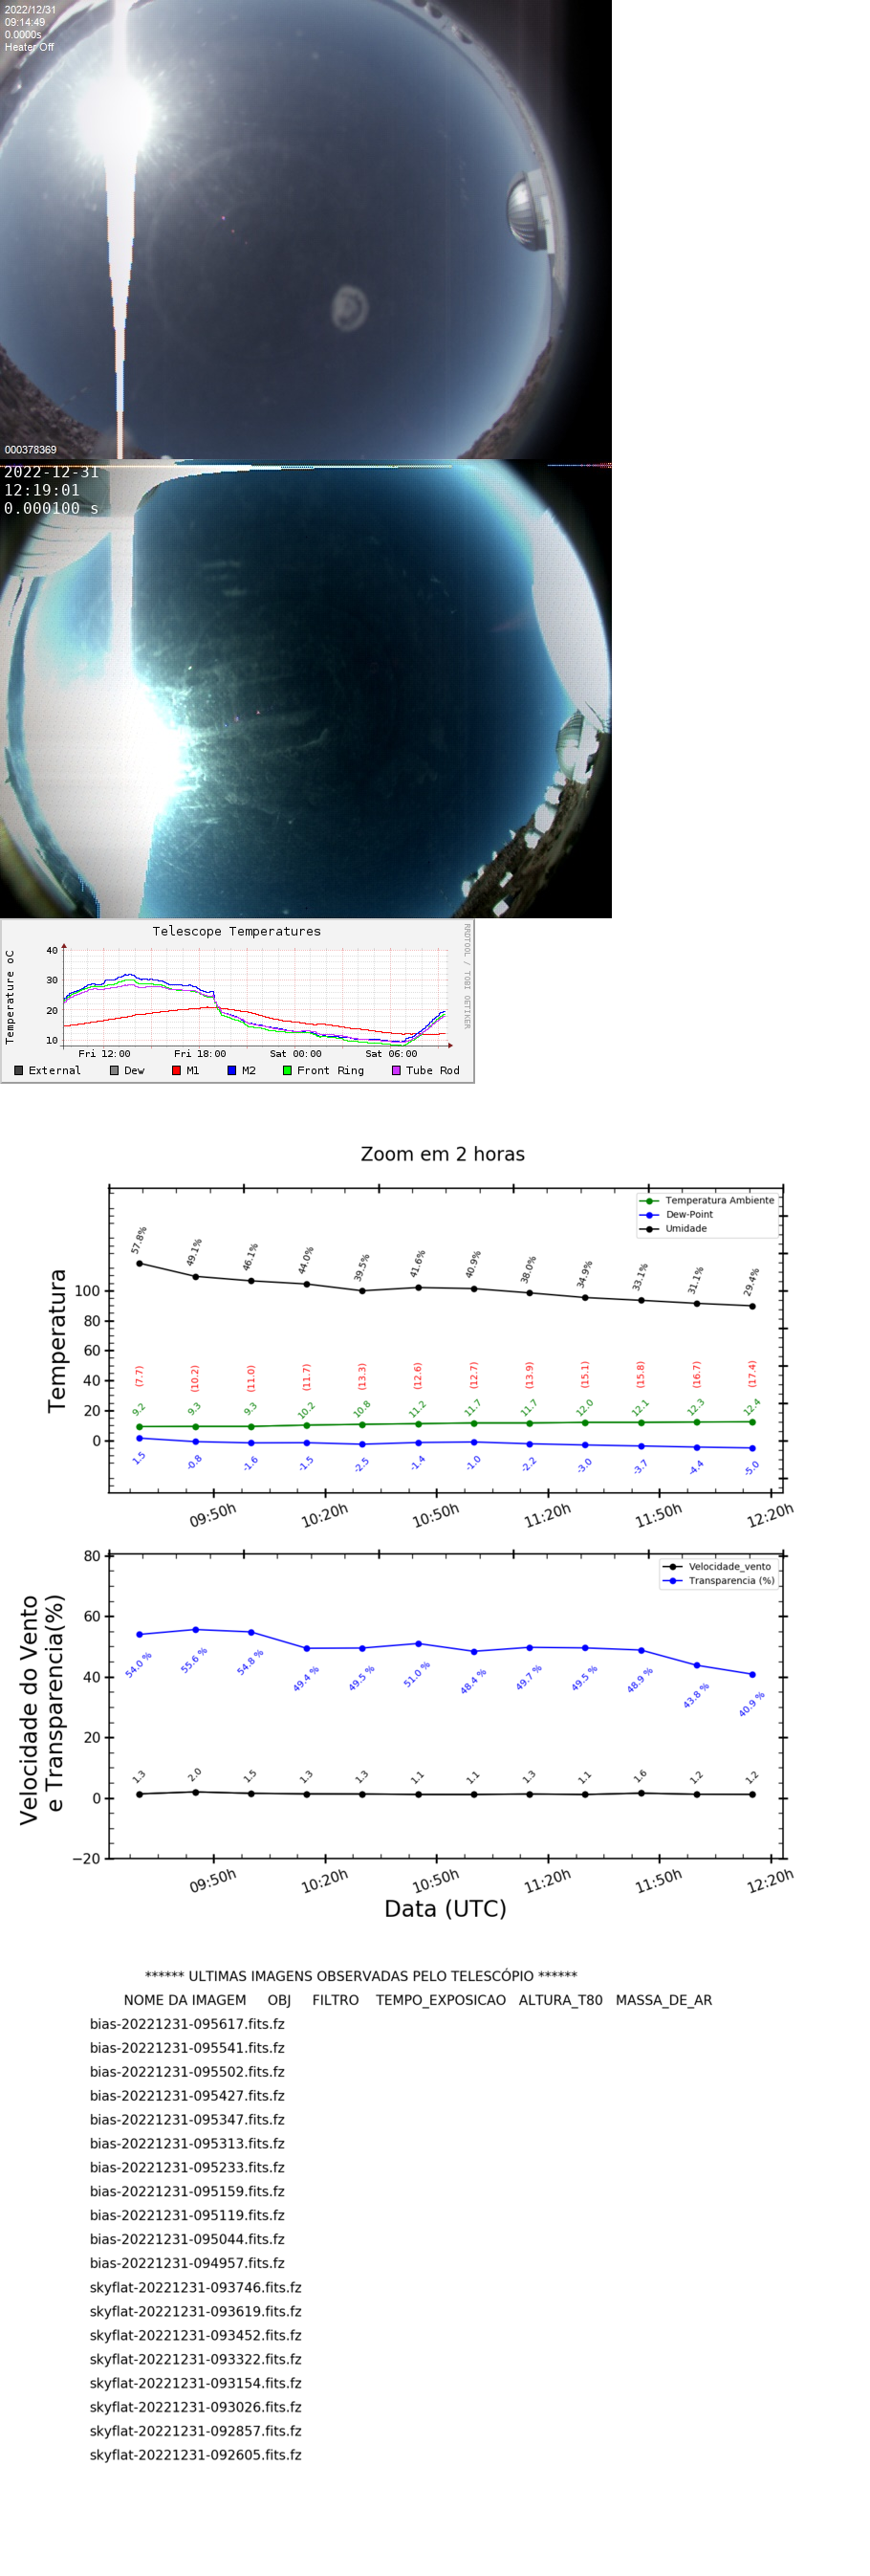 2022/12/31
09:14:49
0.0000s
Heater Off
000378369
2022-12-31
12:19:01
0.000100 s
Telescope Temperatures
RRDTOOL / TOBI OETIKER
Temperature oC
40
30
20
10
Fri 12:00 Fri 18:00 Sat 00:00 Sat 06:00
External Dew M1 M2 Front Ring Tube Rod
Zoom em 2 horas
Temperatura Ambiente
Dew-Point
Umidade
Temperatura
100
80
60
40
20
0
57.8% 49.1% 46.1% 44.0% 39.5% 41.6% 40.9% 38.0% 34.9% 33.1% 31.1% 29.4%
(7.7) (10.2) (11.0) (11.7) (13.3) (12.6) (12.7) (13.9) (15.1) (15.8) (16.7) (17.4)
9.2 9.3 9.3 10.2 10.8 11.2 11.7 11.7 12.0 12.1 12.3 12.4
1.5 -0.8 -1.6 -1.5 -2.5 -1.4 -1.0 -2.2 -3.0 -3.7 -4.4 -5.0
09:50h 10:20h 10:50h 11:20h 11:50h 12:20h
Velocidade_vento
Transparencia (%)
Velocidade do Vento
e Transparencia(%)
80
60
40
20
0
−20
54.0 % 55.6 % 54.8 % 49.4 % 49.5 % 51.0 % 48.4 % 49.7 % 49.5 % 48.9 % 43.8 % 40.9 %
1.3 2.0 1.5 1.3 1.3 1.1 1.1 1.3 1.1 1.6 1.2 1.2
09:50h 10:20h 10:50h 11:20h 11:50h 12:20h
Data (UTC)
****** ULTIMAS IMAGENS OBSERVADAS PELO TELESCÓPIO ******
NOME DA IMAGEM OBJ FILTRO TEMPO_EXPOSICAO ALTURA_T80 MASSA_DE_AR
bias-20221231-095617.fits.fz
bias-20221231-095541.fits.fz
bias-20221231-095502.fits.fz
bias-20221231-095427.fits.fz
bias-20221231-095347.fits.fz
bias-20221231-095313.fits.fz
bias-20221231-095233.fits.fz
bias-20221231-095159.fits.fz
bias-20221231-095119.fits.fz
bias-20221231-095044.fits.fz
bias-20221231-094957.fits.fz
skyflat-20221231-093746.fits.fz
skyflat-20221231-093619.fits.fz
skyflat-20221231-093452.fits.fz
skyflat-20221231-093322.fits.fz
skyflat-20221231-093154.fits.fz
skyflat-20221231-093026.fits.fz
skyflat-20221231-092857.fits.fz
skyflat-20221231-092605.fits.fz